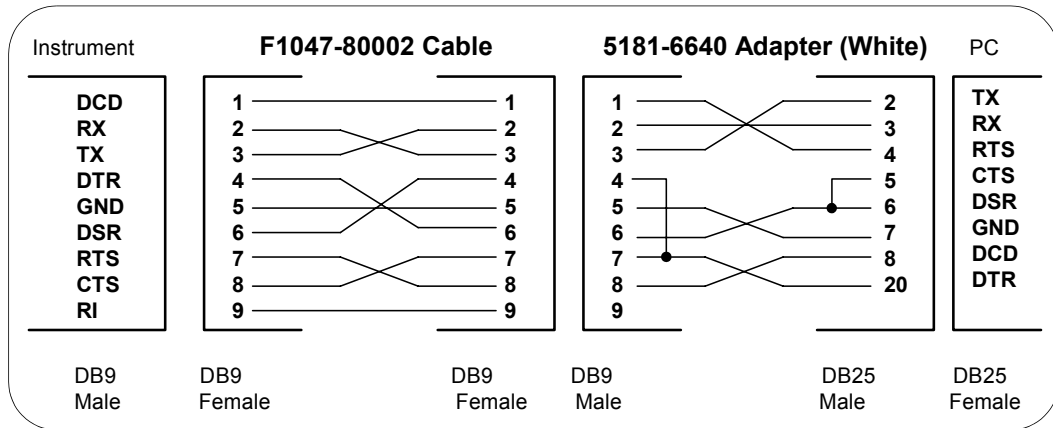 Instrument F1047-80002 Cable 5181-6640 Adapter (White) PC
DCD 1 1 1 2 TX
RX 2 2 2 3 RX
TX 3 3 3 4 RTS
DTR 4 4 4 5 CTS
GND 5 5 5 6 DSR
DSR 6 6 6 7 GND
RTS 7 7 7 8 DCD
CTS 8 8 8 20 DTR
RI 9 9 9
DB9 DB9 DB9 DB9 DB25 DB25
Male Female Female Male Male Female